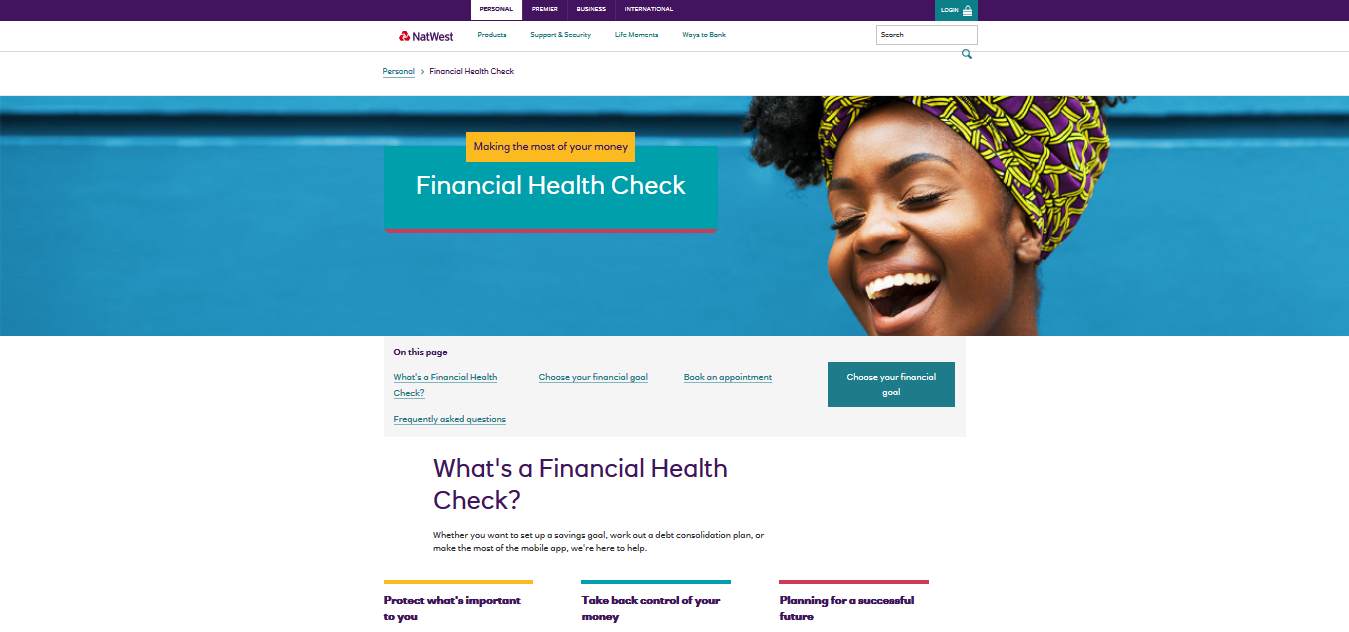 PERSONAL PREMIER BUSINESS INTERNATIONAL LOGIN
NatWest Products Support & Security Life Moments Ways to Bank Search
Personal > Financial Health Check
Making the most of your money
Financial Health Check
On this page
What's a Financial Health
Check?
Choose your financial goal
Book an appointment
Frequently asked questions
Choose your financial
goal
What's a Financial Health
Check?
Whether you want to set up a savings goal, work out a debt consolidation plan, or
make the most of the mobile app, we're here to help.
Protect what's important
to you
Take back control of your
money
Planning for a successful
future